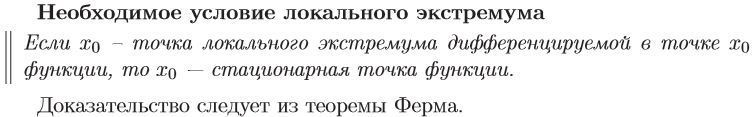 Необходимое условие локального экстремума
Если x₀ – точка локального экстремума дифференцируемой в точке x₀
функции, то x₀ — стационарная точка функции.
Доказательство следует из теоремы Ферма.